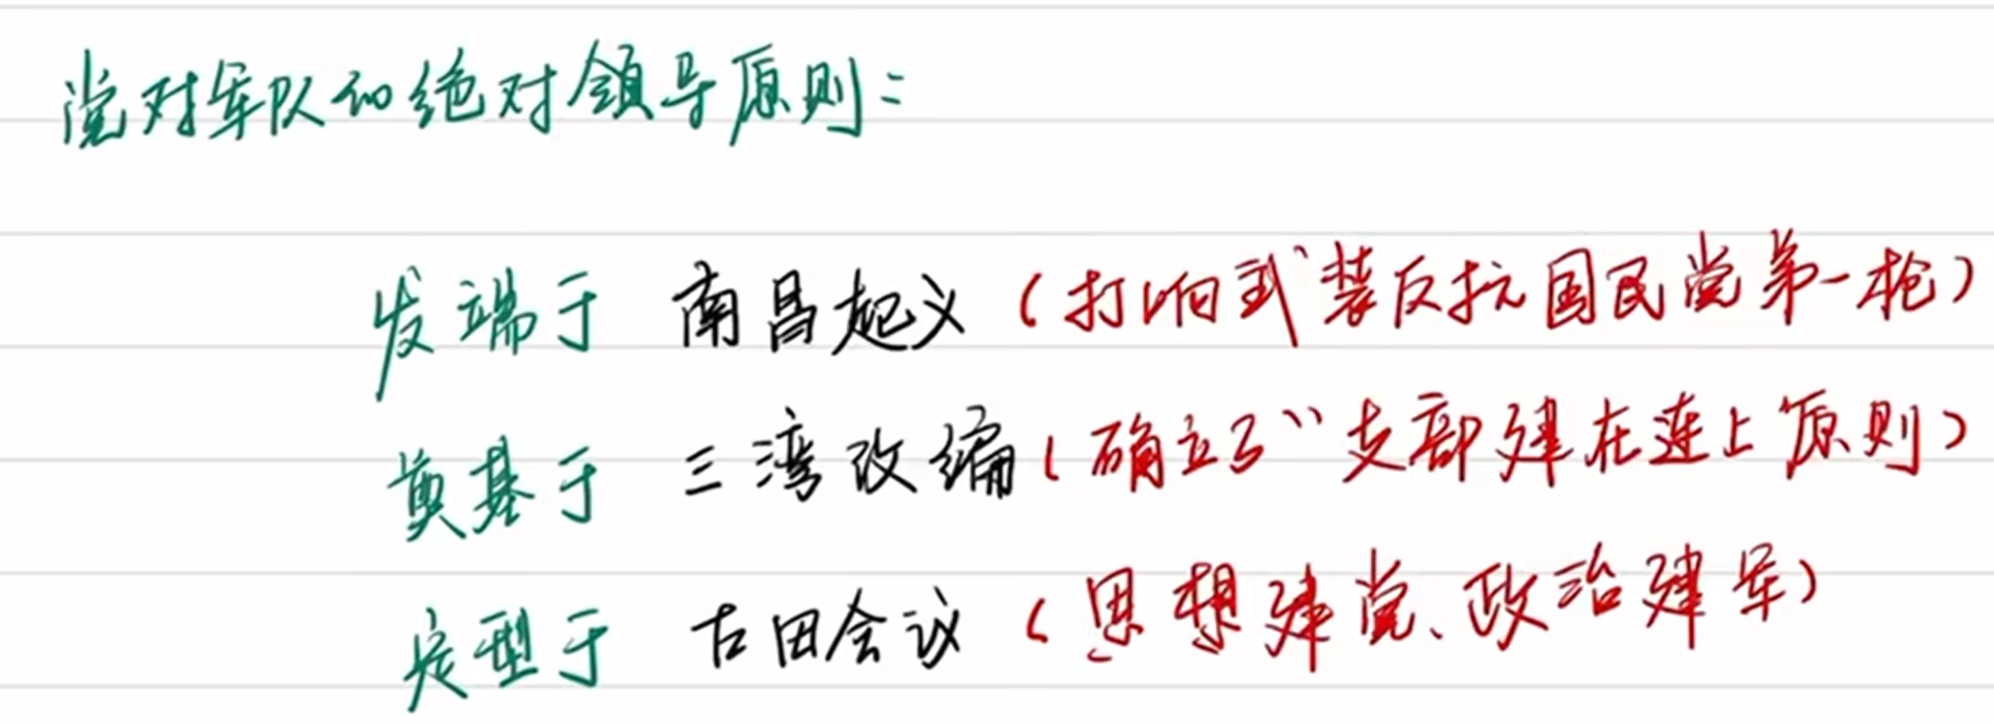 党对军队的绝对领导原则：
发端于 南昌起义（打响武装反抗国民党第一枪）
奠基于 三湾改编（确立了“支部建在连上”原则）
定型于 古田会议（思想建党、政治建军）